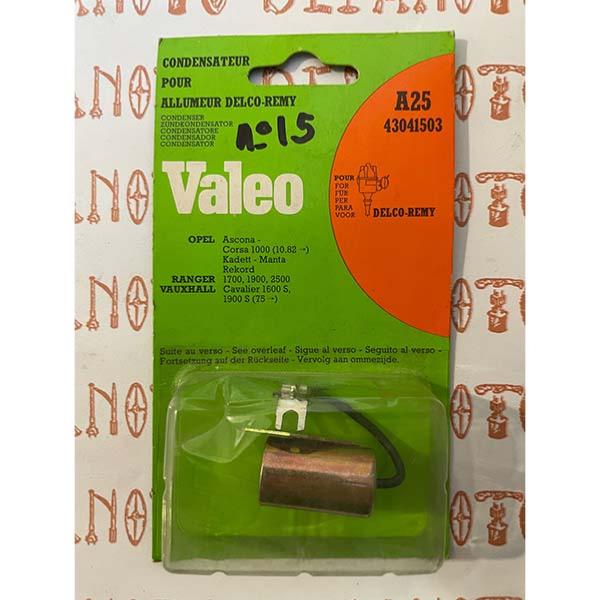 CONDENSATEUR
POUR
ALLUMEUR DELCO-REMY
CONDENSER
ZÜNDKONDENSATOR
CONDENSATORE
CONDENSADOR
CONDENSATOR
no 15
Valeo
A25
43041503
POUR
FOR
FÜR
PER
PARA
VOOR
DELCO-REMY
OPEL Ascona -
Corsa 1000 (10.82 →)
Kadett - Manta
Rekord
RANGER 1700, 1900, 2500
VAUXHALL Cavalier 1600 S,
1900 S (75 →)
Suite au verso - See overleaf - Sigue al verso - Seguito al verso -
Fortsetzung auf der Rückseite - Vervolg aan ommezijde.